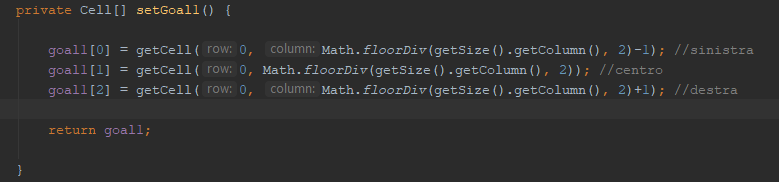 private Cell[] setGoal1() {
goal1[0] = getCell( row: 0, column: Math.floorDiv(getSize().getColumn(), 2)-1); //sinistra
goal1[1] = getCell( row: 0, Math.floorDiv(getSize().getColumn(), 2)); //centro
goal1[2] = getCell( row: 0, column: Math.floorDiv(getSize().getColumn(), 2)+1); //destra
return goal1;
}